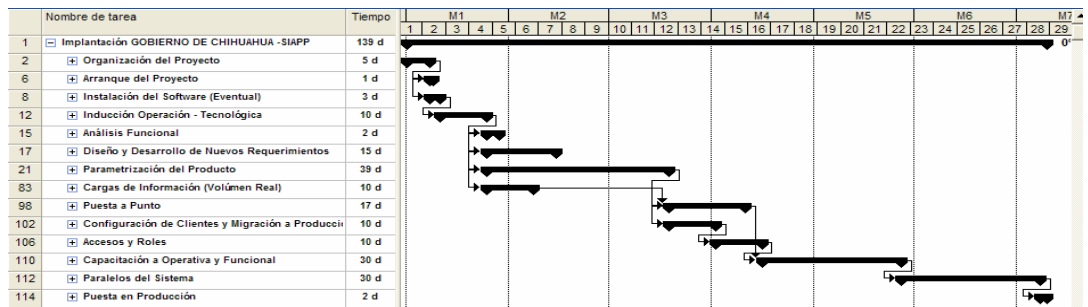 Nombre de tarea Tiempo M1 M2 M3 M4 M5 M6 M7
1 2 3 4 5 6 7 8 9 10 11 12 13 14 15 16 17 18 19 20 21 22 23 24 25 26 27 28 29
1 Implantación GOBIERNO DE CHIHUAHUA -SIAPP 139 d
2 Organización del Proyecto 5 d
6 Arranque del Proyecto 1 d
8 Instalación del Software (Eventual) 3 d
12 Inducción Operación - Tecnológica 10 d
15 Análisis Funcional 2 d
17 Diseño y Desarrollo de Nuevos Requerimientos 15 d
21 Parametrización del Producto 39 d
83 Cargas de Información (Volúmen Real) 10 d
98 Puesta a Punto 17 d
102 Configuración de Clientes y Migración a Producci 10 d
106 Accesos y Roles 10 d
110 Capacitación a Operativa y Funcional 30 d
112 Paralelos del Sistema 30 d
114 Puesta en Producción 2 d